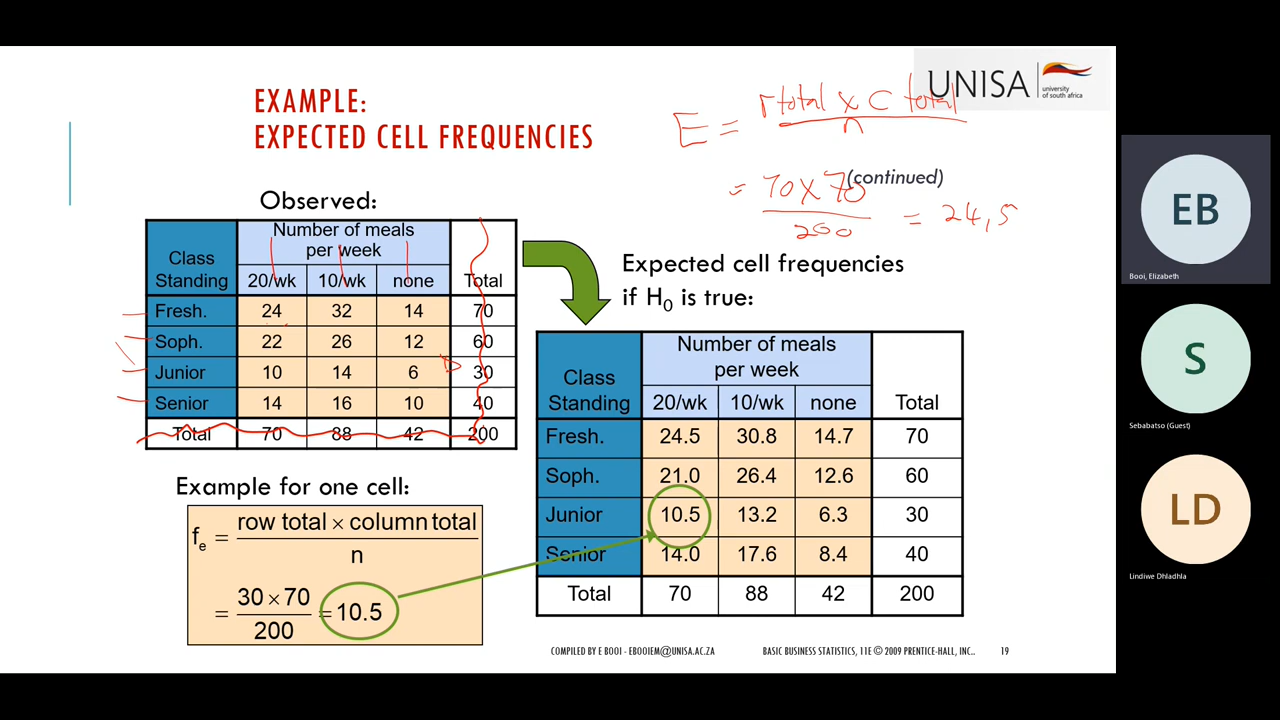 UNISA
university
of south africa
EXAMPLE:
EXPECTED CELL FREQUENCIES
E = rtotal x C total
n
(continued)
= 70 x 70
200
= 24,5
Observed:
Class Standing
Number of meals per week
Total
20/wk 10/wk none
Fresh. 24 32 14 70
Soph. 22 26 12 60
Junior 10 14 6 30
Senior 14 16 10 40
Total 70 88 42 200
Expected cell frequencies
if H0 is true:
Class Standing
Number of meals per week
20/wk 10/wk none Total
Fresh. 24.5 30.8 14.7 70
Soph. 21.0 26.4 12.6 60
Junior 10.5 13.2 6.3 30
Senior 14.0 17.6 8.4 40
Total 70 88 42 200
Example for one cell:
fe = row total × column total
n
= 30 × 70
200
= 10.5
COMPILED BY E BOOI - EBOOIEM@UNISA.AC.ZA BASIC BUSINESS STATISTICS, 11E © 2009 PRENTICE-HALL, INC.. 19
EB
Booi, Elizabeth
S
Sebabatso (Guest)
LD
Lindiwe Dhladhla